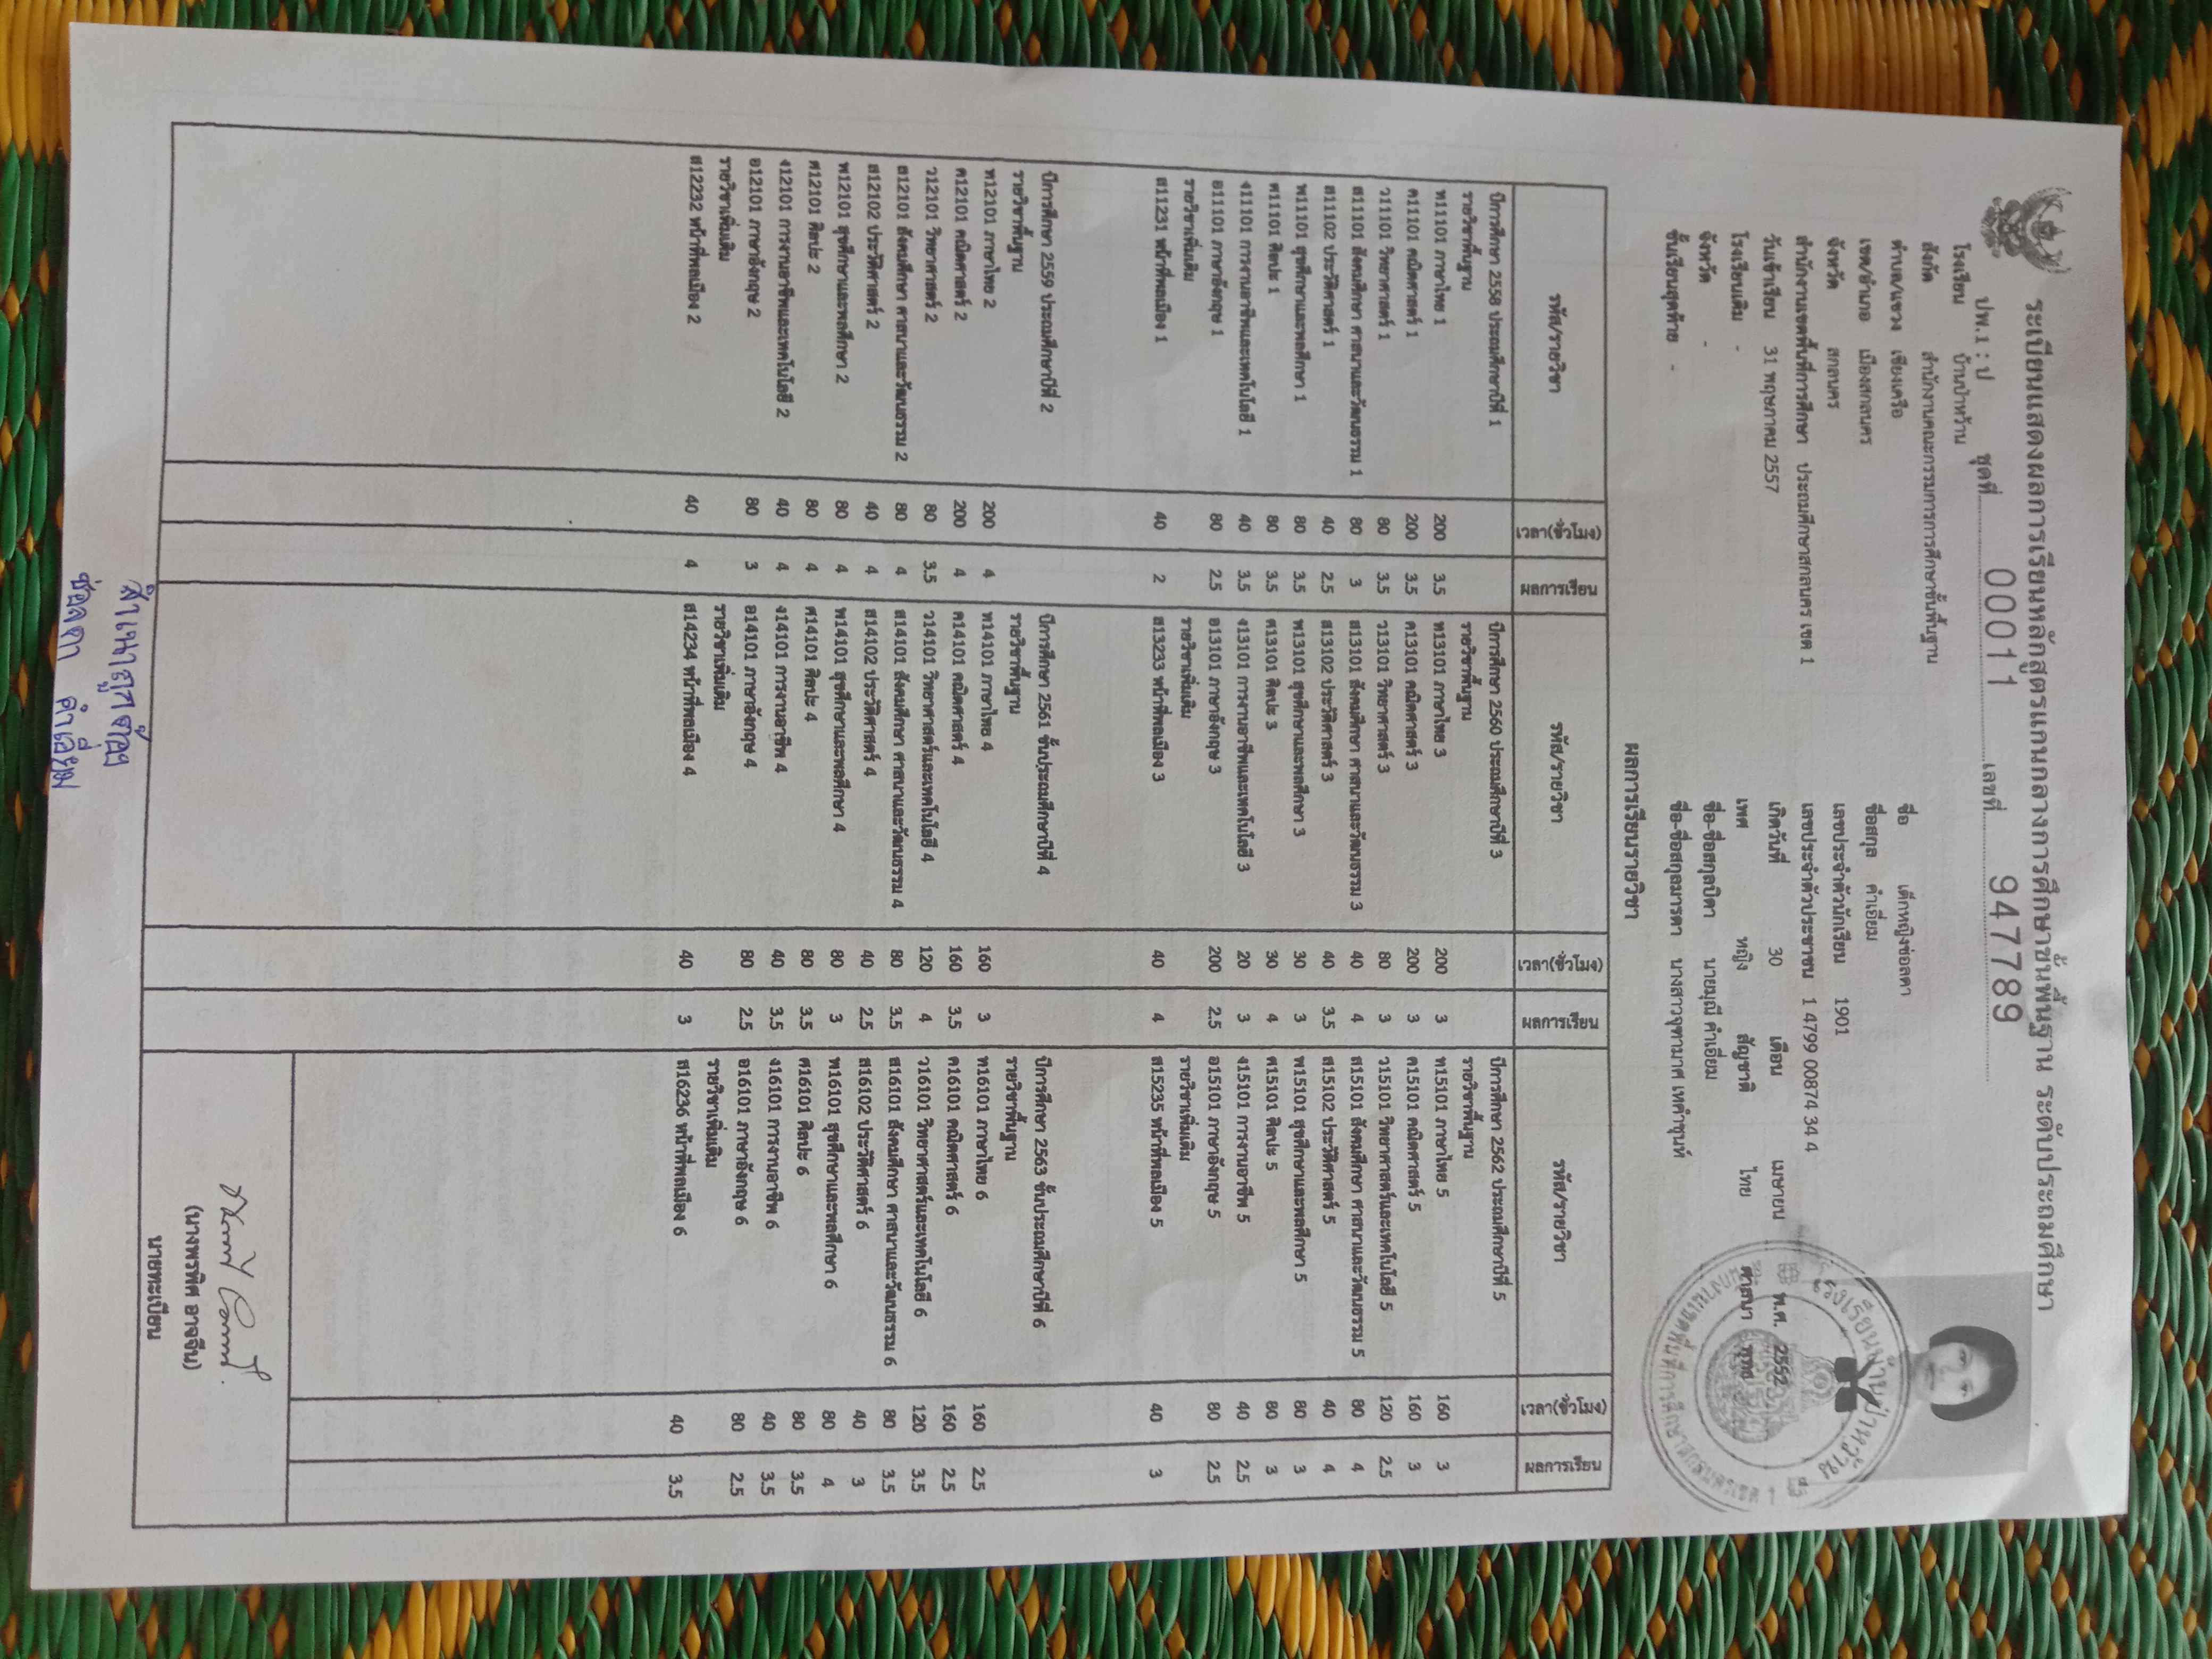 ระเบียนแสดงผลการเรียนหลักสูตรแกนกลางการศึกษาขั้นพื้นฐาน ระดับประถมศึกษา
ปพ.1 : ป ชุดที่ 00011 เลขที่ 947789
โรงเรียน บ้านป่าหว้าน
สังกัด สำนักงานคณะกรรมการการศึกษาขั้นพื้นฐาน
ตำบล/แขวง เชียงเครือ
เขต/อำเภอ เมืองสกลนคร
จังหวัด สกลนคร
สำนักงานเขตพื้นที่การศึกษา ประถมศึกษาสกลนคร เขต 1
วันเข้าเรียน 31 พฤษภาคม 2557
โรงเรียนเดิม -
จังหวัด -
ชั้นเรียนสุดท้าย -
ชื่อ เด็กหญิงช่อลดา
ชื่อสกุล คำเอี่ยม
เลขประจำตัวนักเรียน 1901
เลขประจำตัวประชาชน 1 4799 00874 34 4
เกิดวันที่ 30 เดือน เมษายน พ.ศ. 2552
เพศ หญิง สัญชาติ ไทย ศาสนา พุทธ
ชื่อ-ชื่อสกุลบิดา นายมุณี คำเอี่ยม
ชื่อ-ชื่อสกุลมารดา นางสาวจุฑามาศ เหคำซุนห์
โรงเรียนบ้านป่าหว้าน
ผลการเรียนรายวิชา
รหัส/รายวิชา เวลา(ชั่วโมง) ผลการเรียน รหัส/รายวิชา เวลา(ชั่วโมง) ผลการเรียน รหัส/รายวิชา เวลา(ชั่วโมง) ผลการเรียน
ปีการศึกษา 2558 ประถมศึกษาปีที่ 1
รายวิชาพื้นฐาน
ท11101 ภาษาไทย 1 200 3.5
ค11101 คณิตศาสตร์ 1 200 3.5
ว11101 วิทยาศาสตร์ 1 80 3.5
ส11101 สังคมศึกษา ศาสนาและวัฒนธรรม 1 80 3
ส11102 ประวัติศาสตร์ 1 40 2.5
พ11101 สุขศึกษาและพลศึกษา 1 80 3.5
ศ11101 ศิลปะ 1 80 3.5
ง11101 การงานอาชีพและเทคโนโลยี 1 40 3.5
อ11101 ภาษาอังกฤษ 1 80 2.5
รายวิชาเพิ่มเติม
ส11231 หน้าที่พลเมือง 1 40 2
ปีการศึกษา 2559 ประถมศึกษาปีที่ 2
รายวิชาพื้นฐาน
ท12101 ภาษาไทย 2 200 4
ค12101 คณิตศาสตร์ 2 200 4
ว12101 วิทยาศาสตร์ 2 80 3.5
ส12101 สังคมศึกษา ศาสนาและวัฒนธรรม 2 80 4
ส12102 ประวัติศาสตร์ 2 40 4
พ12101 สุขศึกษาและพลศึกษา 2 80 4
ศ12101 ศิลปะ 2 80 4
ง12101 การงานอาชีพและเทคโนโลยี 2 40 4
อ12101 ภาษาอังกฤษ 2 80 3
รายวิชาเพิ่มเติม
ส12232 หน้าที่พลเมือง 2 40 4
ปีการศึกษา 2560 ประถมศึกษาปีที่ 3
รายวิชาพื้นฐาน
ท13101 ภาษาไทย 3 200 3
ค13101 คณิตศาสตร์ 3 200 3
ว13101 วิทยาศาสตร์ 3 80 3
ส13101 สังคมศึกษา ศาสนาและวัฒนธรรม 3 40 4
ส13102 ประวัติศาสตร์ 3 40 3.5
พ13101 สุขศึกษาและพลศึกษา 3 30 3
ศ13101 ศิลปะ 3 30 4
ง13101 การงานอาชีพและเทคโนโลยี 3 20 3
อ13101 ภาษาอังกฤษ 3 200 2.5
รายวิชาเพิ่มเติม
ส13233 หน้าที่พลเมือง 3 40 4
ปีการศึกษา 2561 ชั้นประถมศึกษาปีที่ 4
รายวิชาพื้นฐาน
ท14101 ภาษาไทย 4 160 3
ค14101 คณิตศาสตร์ 4 160 3.5
ว14101 วิทยาศาสตร์และเทคโนโลยี 4 120 4
ส14101 สังคมศึกษา ศาสนาและวัฒนธรรม 4 80 3.5
ส14102 ประวัติศาสตร์ 4 40 2.5
พ14101 สุขศึกษาและพลศึกษา 4 80 3
ศ14101 ศิลปะ 4 80 3.5
ง14101 การงานอาชีพ 4 40 3.5
อ14101 ภาษาอังกฤษ 4 80 2.5
รายวิชาเพิ่มเติม
ส14234 หน้าที่พลเมือง 4 40 3
ปีการศึกษา 2562 ประถมศึกษาปีที่ 5
รายวิชาพื้นฐาน
ท15101 ภาษาไทย 5 160 3
ค15101 คณิตศาสตร์ 5 160 3
ว15101 วิทยาศาสตร์และเทคโนโลยี 5 120 2.5
ส15101 สังคมศึกษา ศาสนาและวัฒนธรรม 5 80 4
ส15102 ประวัติศาสตร์ 5 40 4
พ15101 สุขศึกษาและพลศึกษา 5 80 3
ศ15101 ศิลปะ 5 80 3
ง15101 การงานอาชีพ 5 40 2.5
อ15101 ภาษาอังกฤษ 5 80 2.5
รายวิชาเพิ่มเติม
ส15235 หน้าที่พลเมือง 5 40 3
ปีการศึกษา 2563 ชั้นประถมศึกษาปีที่ 6
รายวิชาพื้นฐาน
ท16101 ภาษาไทย 6 160 2.5
ค16101 คณิตศาสตร์ 6 160 2.5
ว16101 วิทยาศาสตร์และเทคโนโลยี 6 120 3.5
ส16101 สังคมศึกษา ศาสนาและวัฒนธรรม 6 80 3.5
ส16102 ประวัติศาสตร์ 6 40 3
พ16101 สุขศึกษาและพลศึกษา 6 80 4
ศ16101 ศิลปะ 6 80 3.5
ง16101 การงานอาชีพ 6 40 3.5
อ16101 ภาษาอังกฤษ 6 80 2.5
รายวิชาเพิ่มเติม
ส16236 หน้าที่พลเมือง 6 40 3.5
(นางพรพิศ อาจจีน)
นายทะเบียน
สำเนาถูกต้อง
ช่อลดา คำเอี่ยม